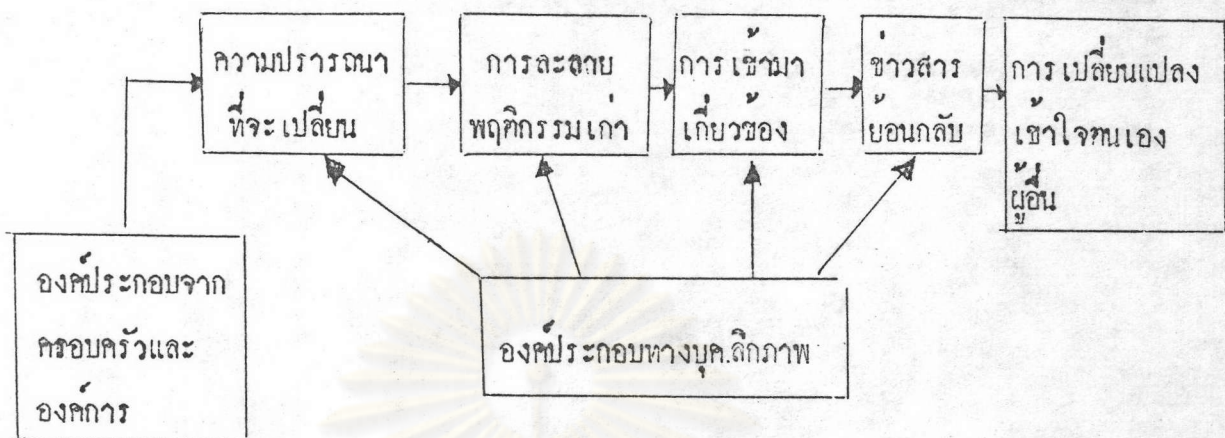 ความปรารถนา
ที่จะเปลี่ยน
การละลาย
พฤติกรรมเก่า
การเข้ามา
เกี่ยวข้อง
ข่าวสาร
ย้อนกลับ
การเปลี่ยนแปลง
เข้าใจตนเอง
ผู้อื่น
องค์ประกอบจาก
ครอบครัวและ
องค์การ
องค์ประกอบทางบุคลิกภาพ